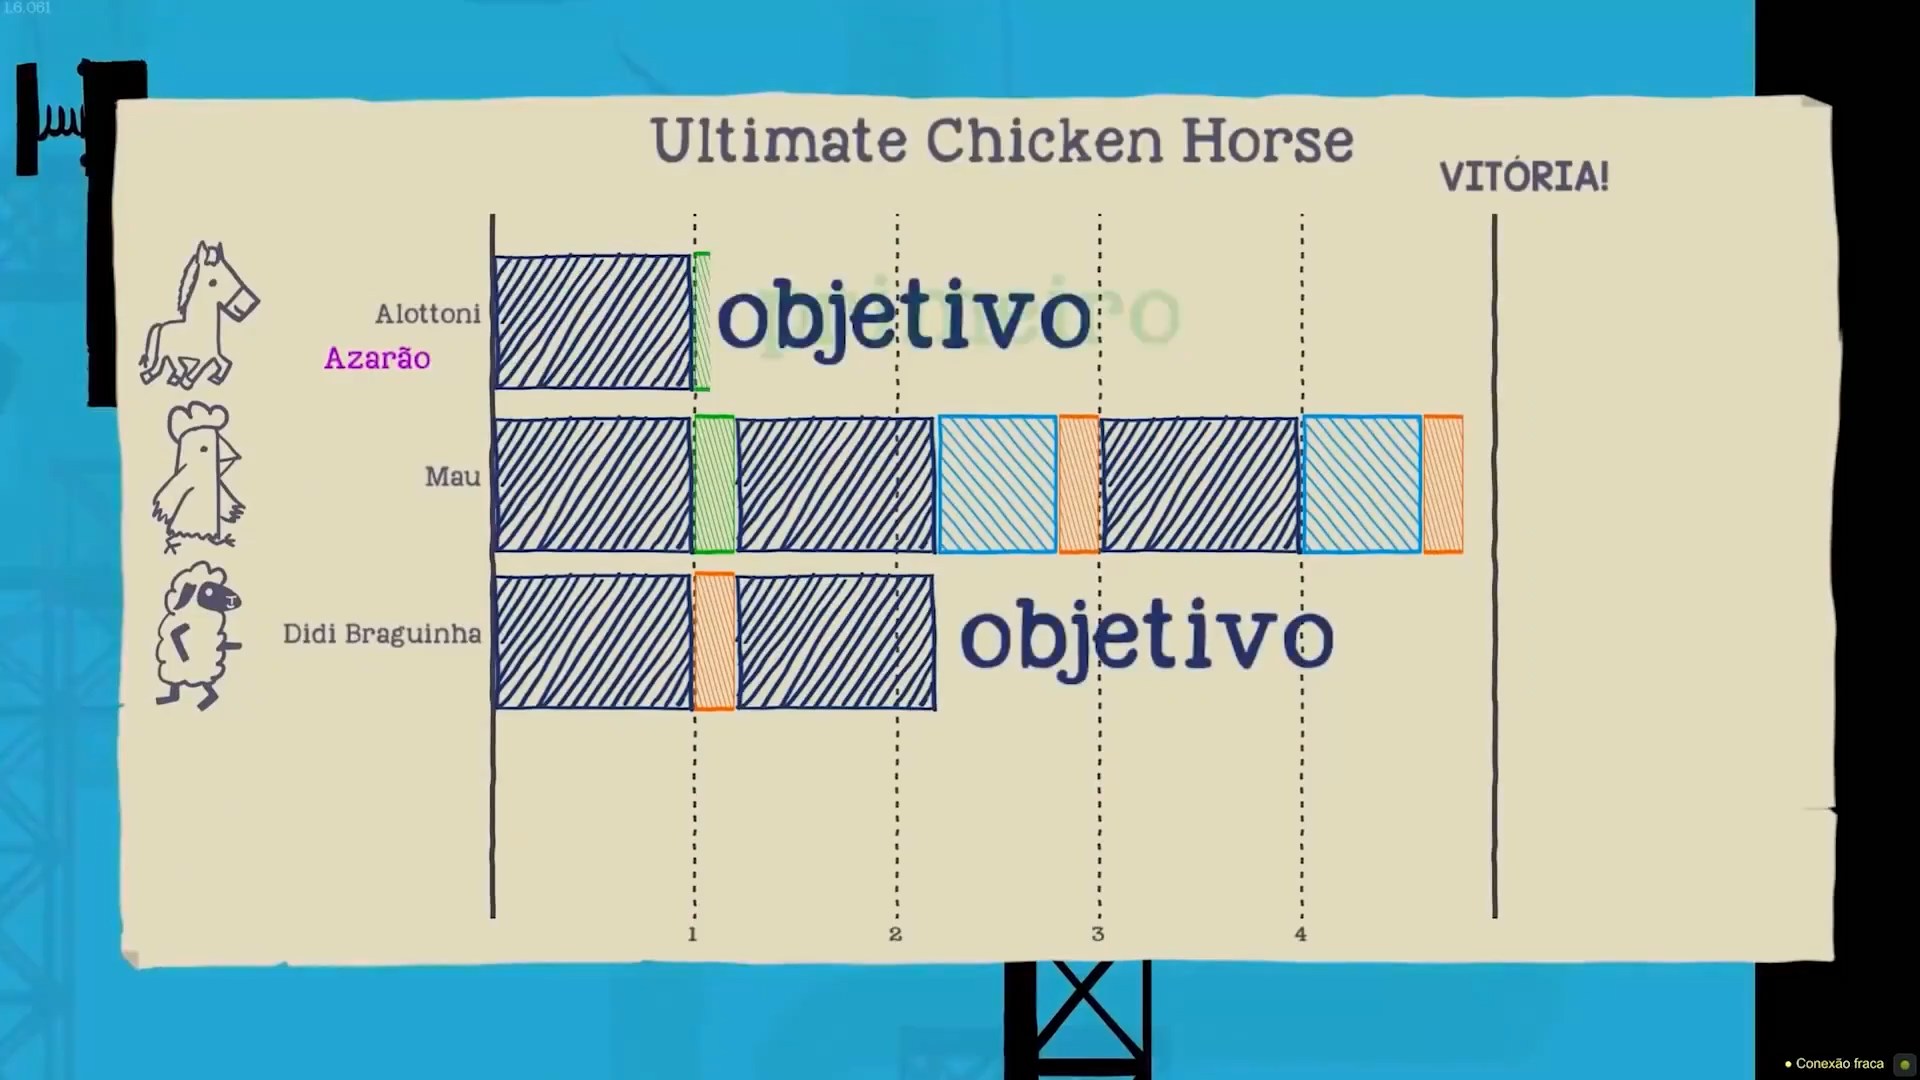 1.6.061
Ultimate Chicken Horse
VITÓRIA!
Alottoni
Azarão
objetivo
primeiro
Mau
Didi Braguinha
objetivo
1 2 3 4
Conexão fraca